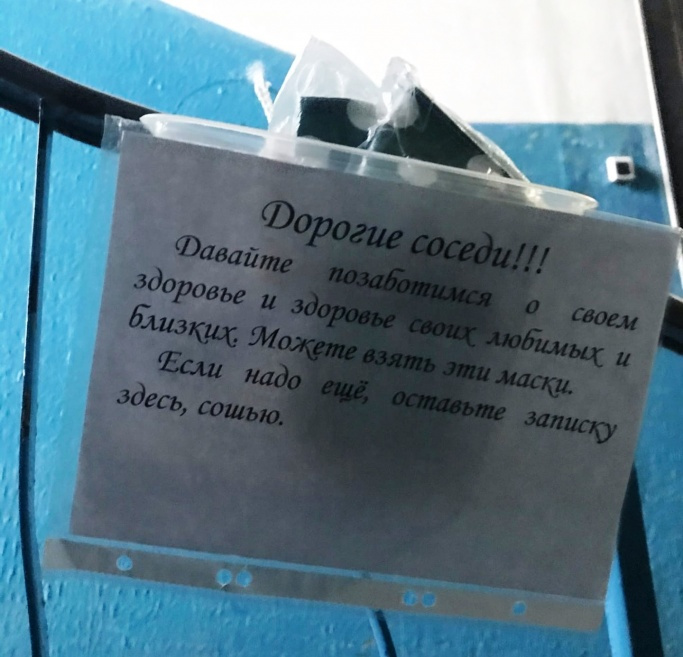 Дорогие соседи!!!
Давайте позаботимся о своем
здоровье и здоровье своих любимых и
близких. Можете взять эти маски.
Если надо ещё, оставьте записку
здесь, сошью.